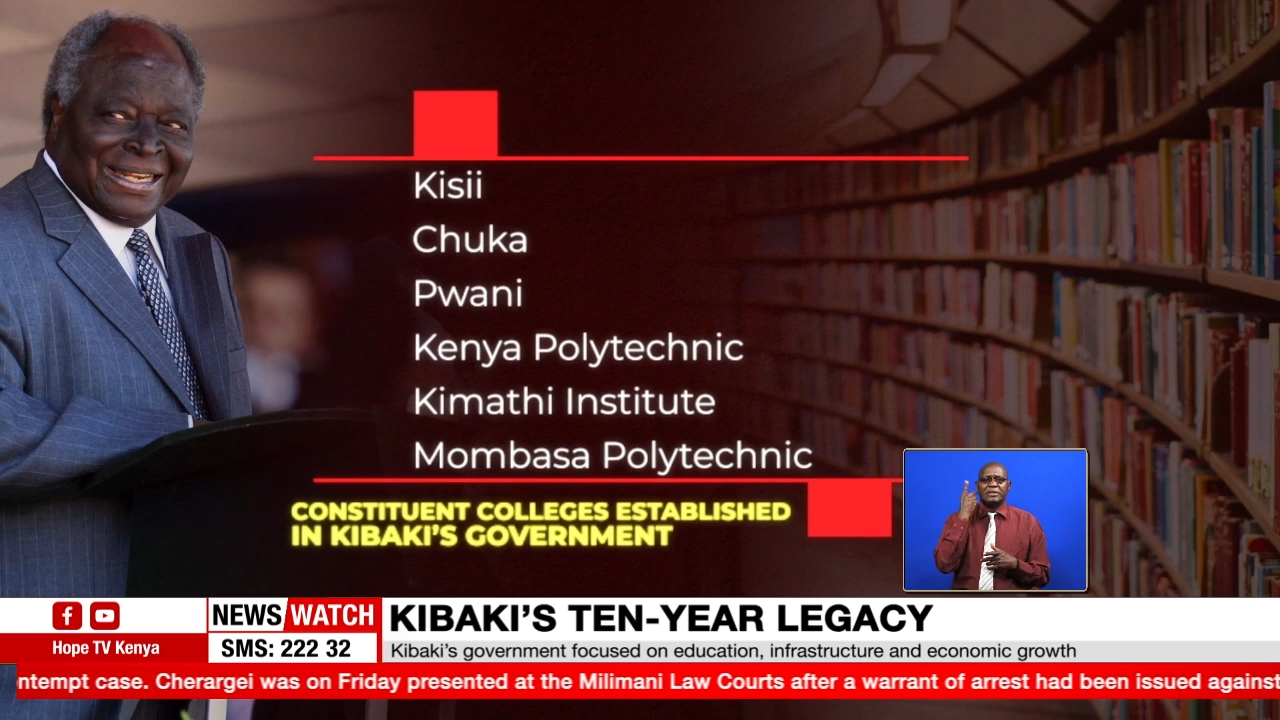 Kisii
Chuka
Pwani
Kenya Polytechnic
Kimathi Institute
Mombasa Polytechnic
CONSTITUENT COLLEGES ESTABLISHED
IN KIBAKI'S GOVERNMENT
NEWS WATCH
KIBAKI'S TEN-YEAR LEGACY
Hope TV Kenya
SMS: 222 32
Kibaki's government focused on education, infrastructure and economic growth
ntempt case. Cherargei was on Friday presented at the Milimani Law Courts after a warrant of arrest had been issued against